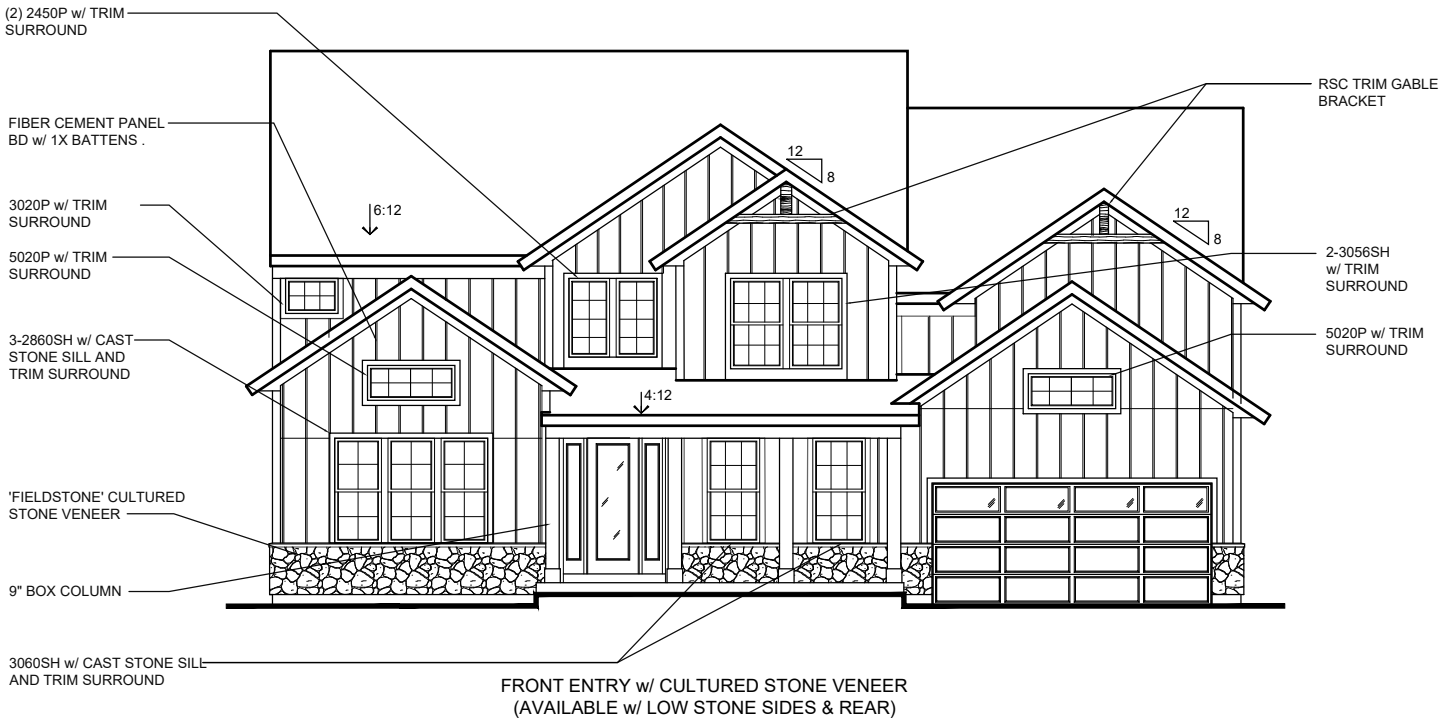 (2) 2450P w/ TRIM
SURROUND
FIBER CEMENT PANEL
BD w/ 1X BATTENS .
3020P w/ TRIM
SURROUND
5020P w/ TRIM
SURROUND
3-2860SH w/ CAST
STONE SILL AND
TRIM SURROUND
'FIELDSTONE' CULTURED
STONE VENEER
9" BOX COLUMN
3060SH w/ CAST STONE SILL
AND TRIM SURROUND
6:12
12
8
4:12
12
8
RSC TRIM GABLE
BRACKET
2-3056SH
w/ TRIM
SURROUND
5020P w/ TRIM
SURROUND
FRONT ENTRY w/ CULTURED STONE VENEER
(AVAILABLE w/ LOW STONE SIDES & REAR)